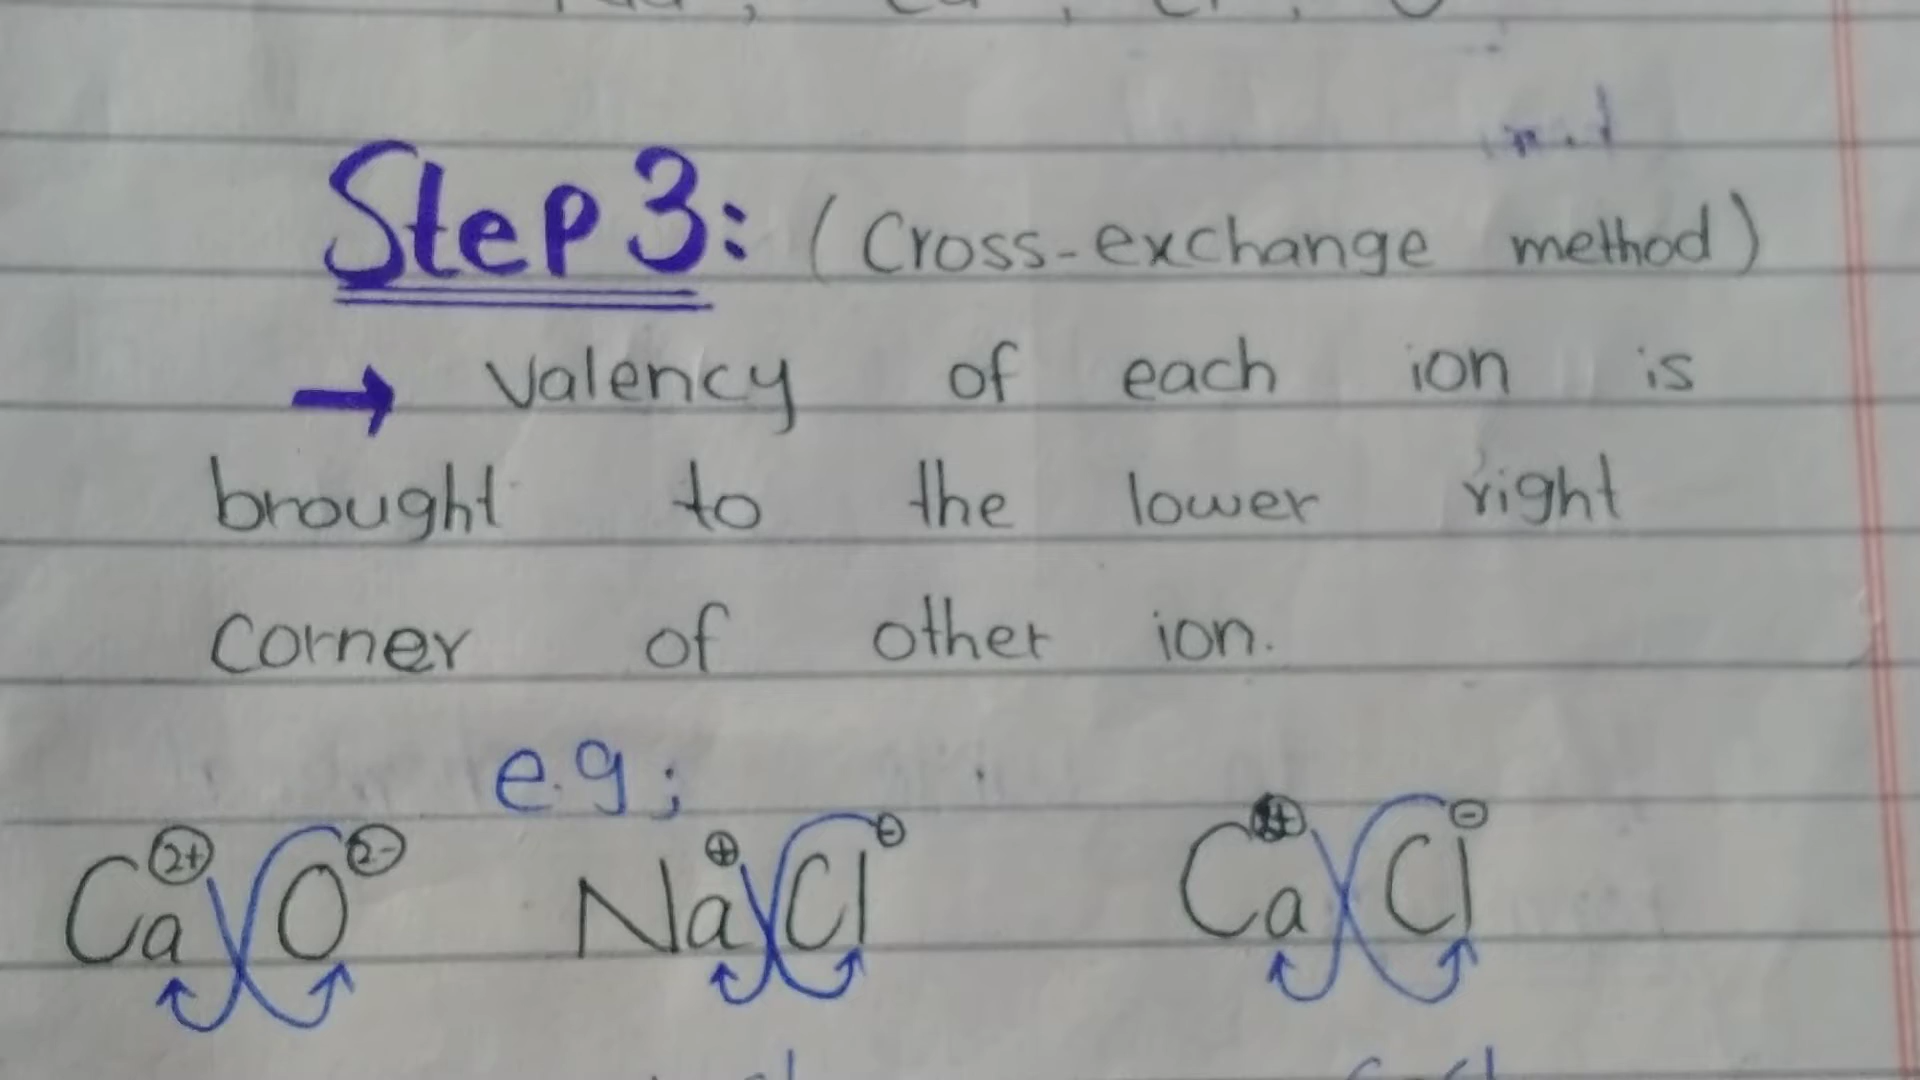 Step 3: (Cross-exchange method)
→ Valency of each ion is
brought to the lower right
corner of other ion.
e.g;
Ca²⁺ O²⁻ Na⁺ Cl⁻ Ca Cl⁻